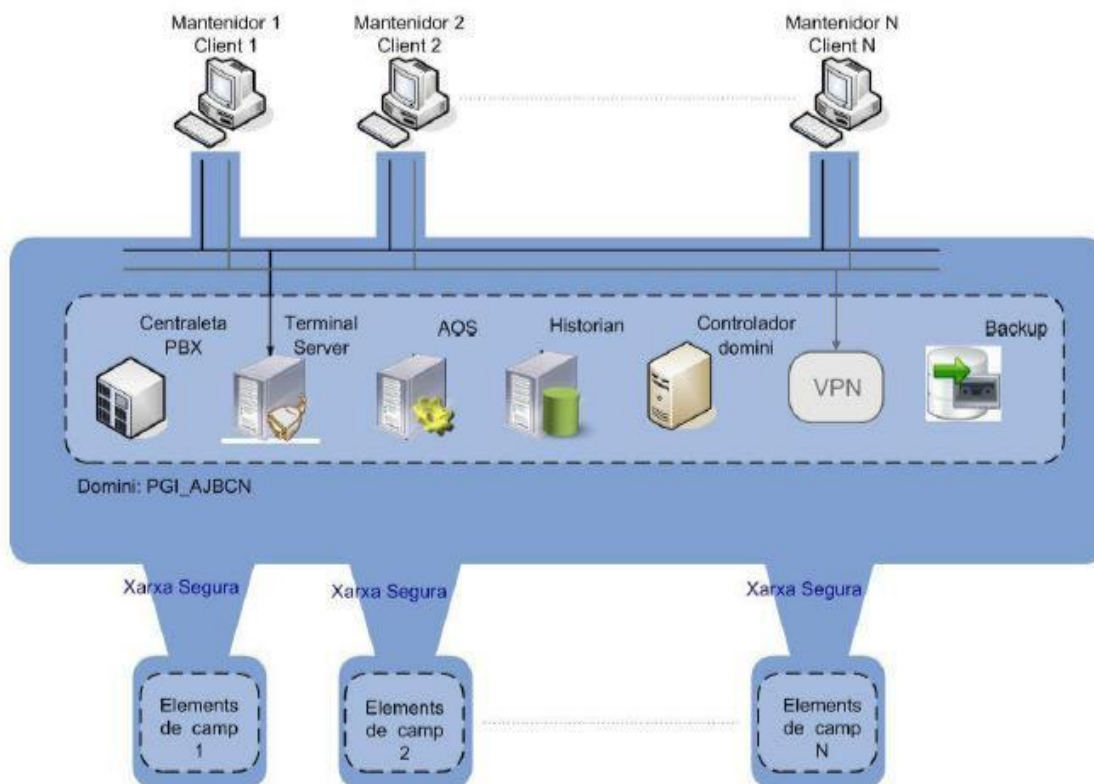 Mantenidor 1
Client 1
Mantenidor 2
Client 2
Mantenidor N
Client N
Centraleta
PBX
Terminal
Server
AOS
Historian
Controlador
domini
VPN
Backup
Domini: PGI_AJBCN
Xarxa Segura
Xarxa Segura
Xarxa Segura
Elements
de camp
1
Elements
de camp
2
Elements
de camp
N